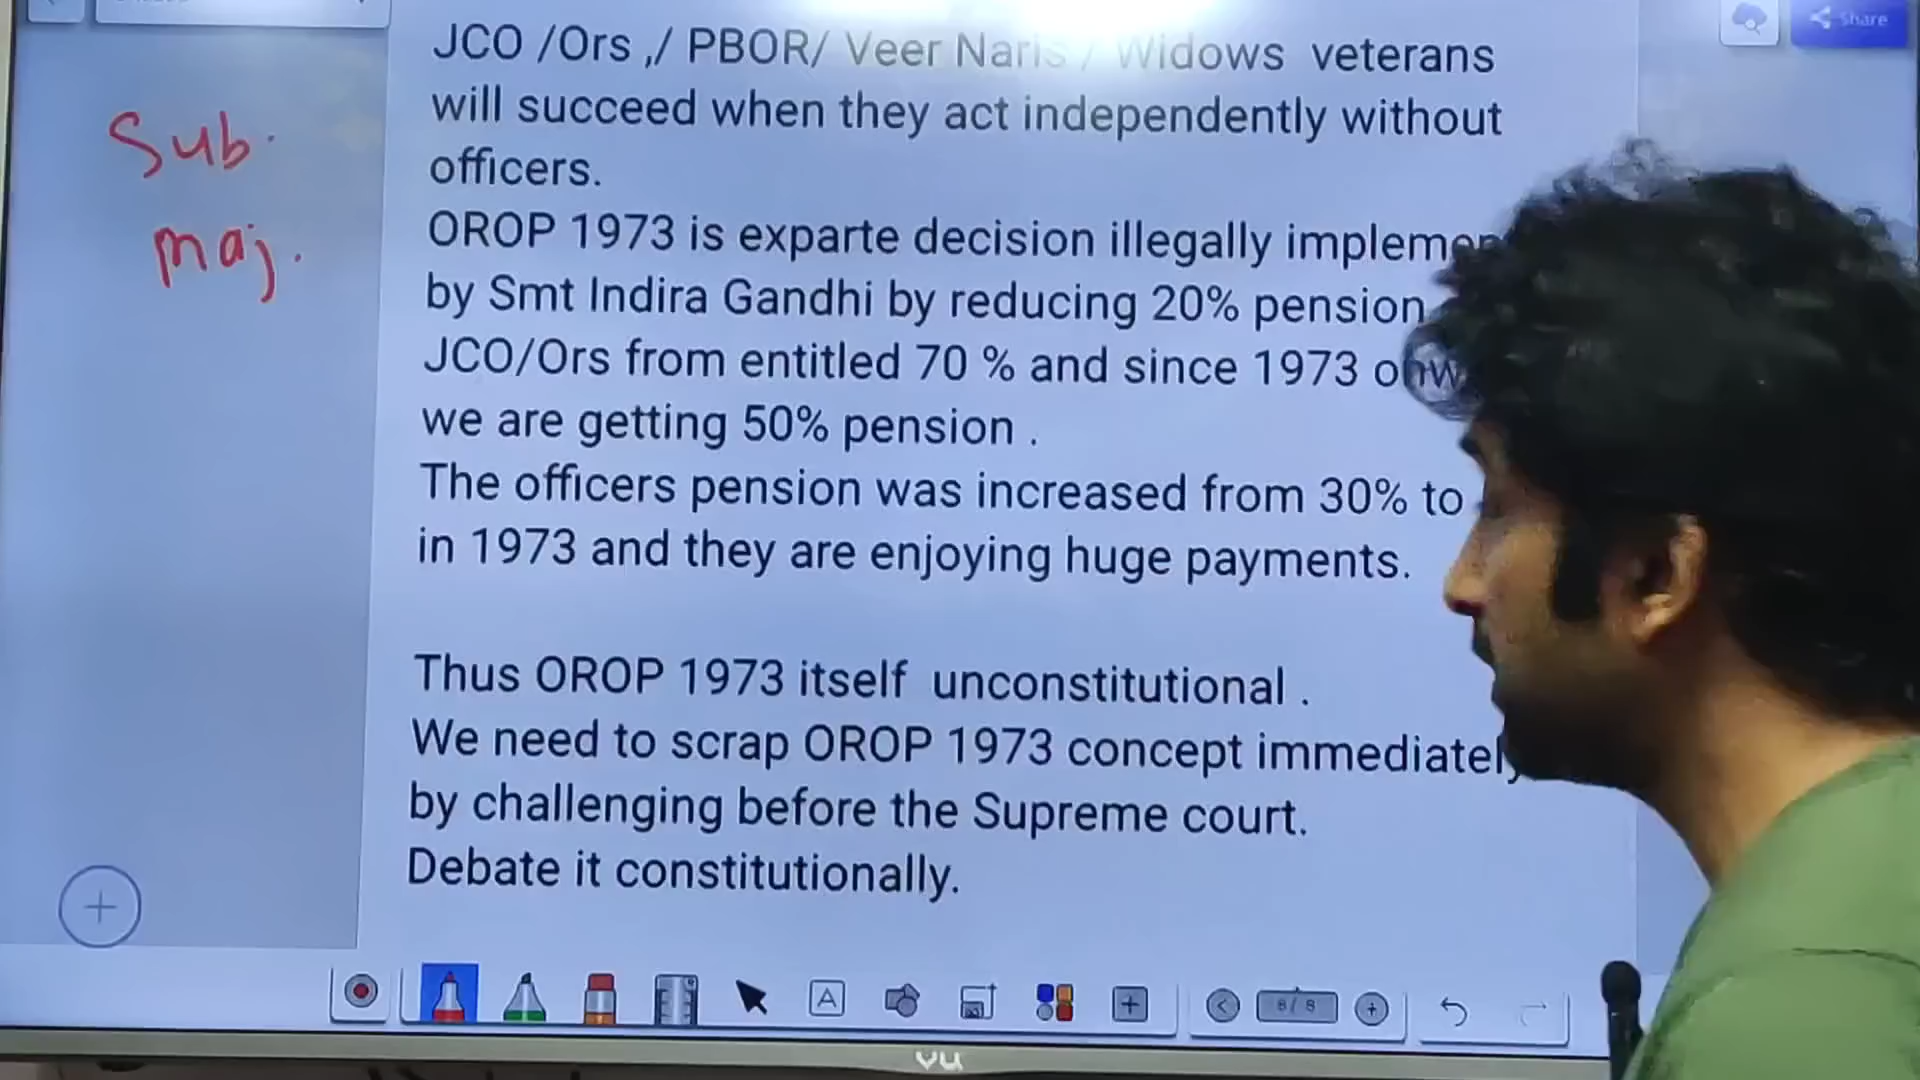 Share
JCO /Ors ,/ PBOR/ Veer Naris / Widows veterans
will succeed when they act independently without
officers.
OROP 1973 is exparte decision illegally
by Smt Indira Gandhi by reducing 20% pension
JCO/Ors from entitled 70 % and since 1973
we are getting 50% pension .
The officers pension was increased from 30% to
in 1973 and they are enjoying huge payments.
Thus OROP 1973 itself unconstitutional .
We need to scrap OROP 1973 concept immediately
by challenging before the Supreme court.
Debate it constitutionally.
Sub.
maj.
A
8/8
vu